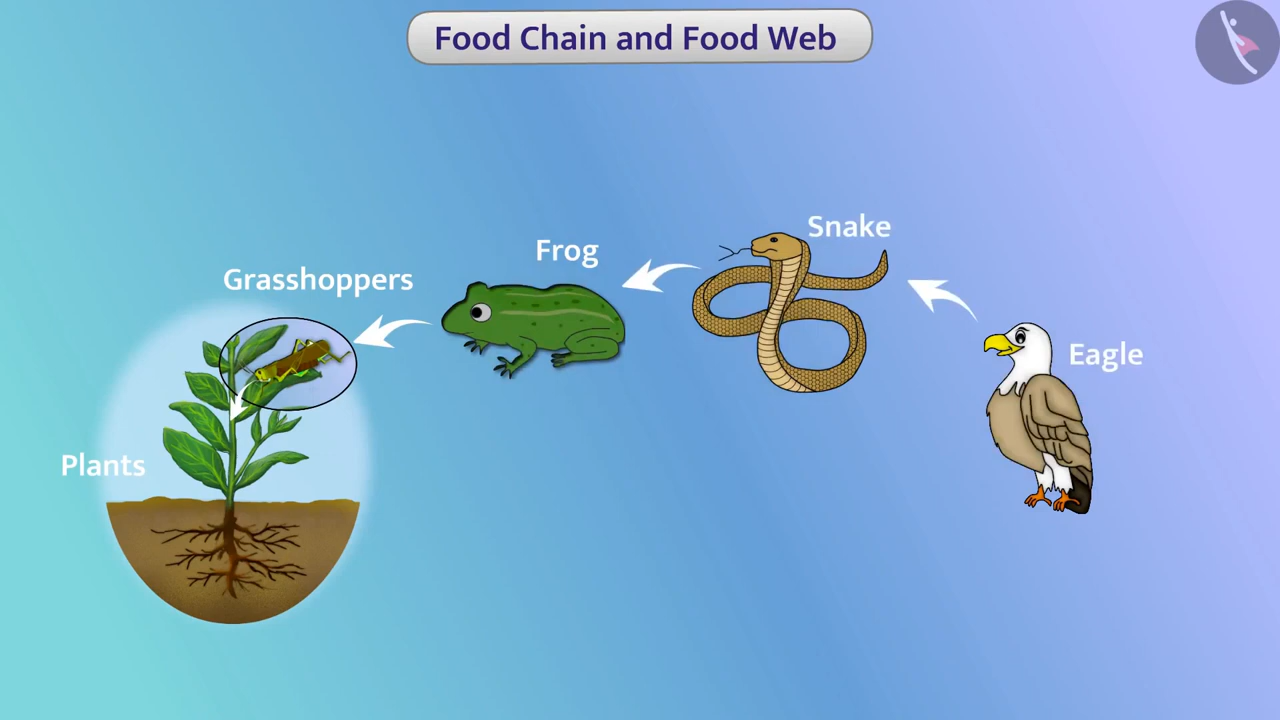 Food Chain and Food Web
Snake
Frog
Grasshoppers
Eagle
Plants